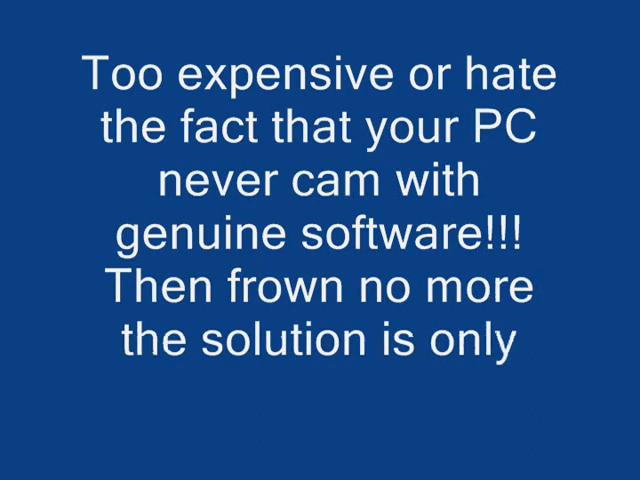 Too expensive or hate
the fact that your PC
never cam with
genuine software!!!
Then frown no more
the solution is only